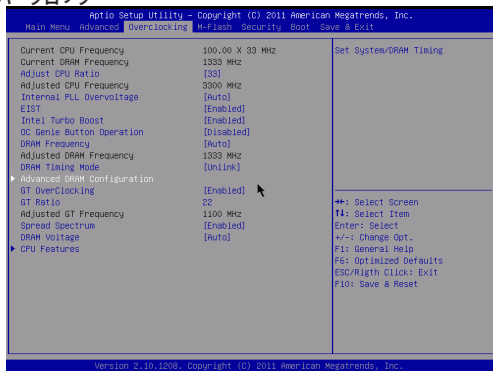 Aptio Setup Utility – Copyright (C) 2011 American Megatrends, Inc.
Main Menu Advanced Overclocking M-Flash Security Boot Save & Exit
Current CPU Frequency 100.00 X 33 MHz Set System/DRAM Timing
Current DRAM Frequency 1333 MHz
Adjust CPU Ratio [33]
Adjusted CPU Frequency 3300 MHz
Internal PLL Overvoltage [Auto]
EIST [Enabled]
Intel Turbo Boost [Enabled]
OC Genie Button Operation [Disabled]
DRAM Frequency [Auto]
Adjusted DRAM Frequency 1333 MHz
DRAM Timing Mode [Unlink]
Advanced DRAM Configuration
GT OverClocking [Enabled]
GT Ratio 22 →←: Select Screen
Adjusted GT Frequency 1100 MHz ↑↓: Select Item
Spread Spectrum [Enabled] Enter: Select
DRAM Voltage [Auto] +/-: Change Opt.
CPU Features F1: General Help
F6: Optimized Defaults
ESC/Rigth Click: Exit
F10: Save & Reset
Version 2.10.1208. Copyright (C) 2011 American Megatrends, Inc.